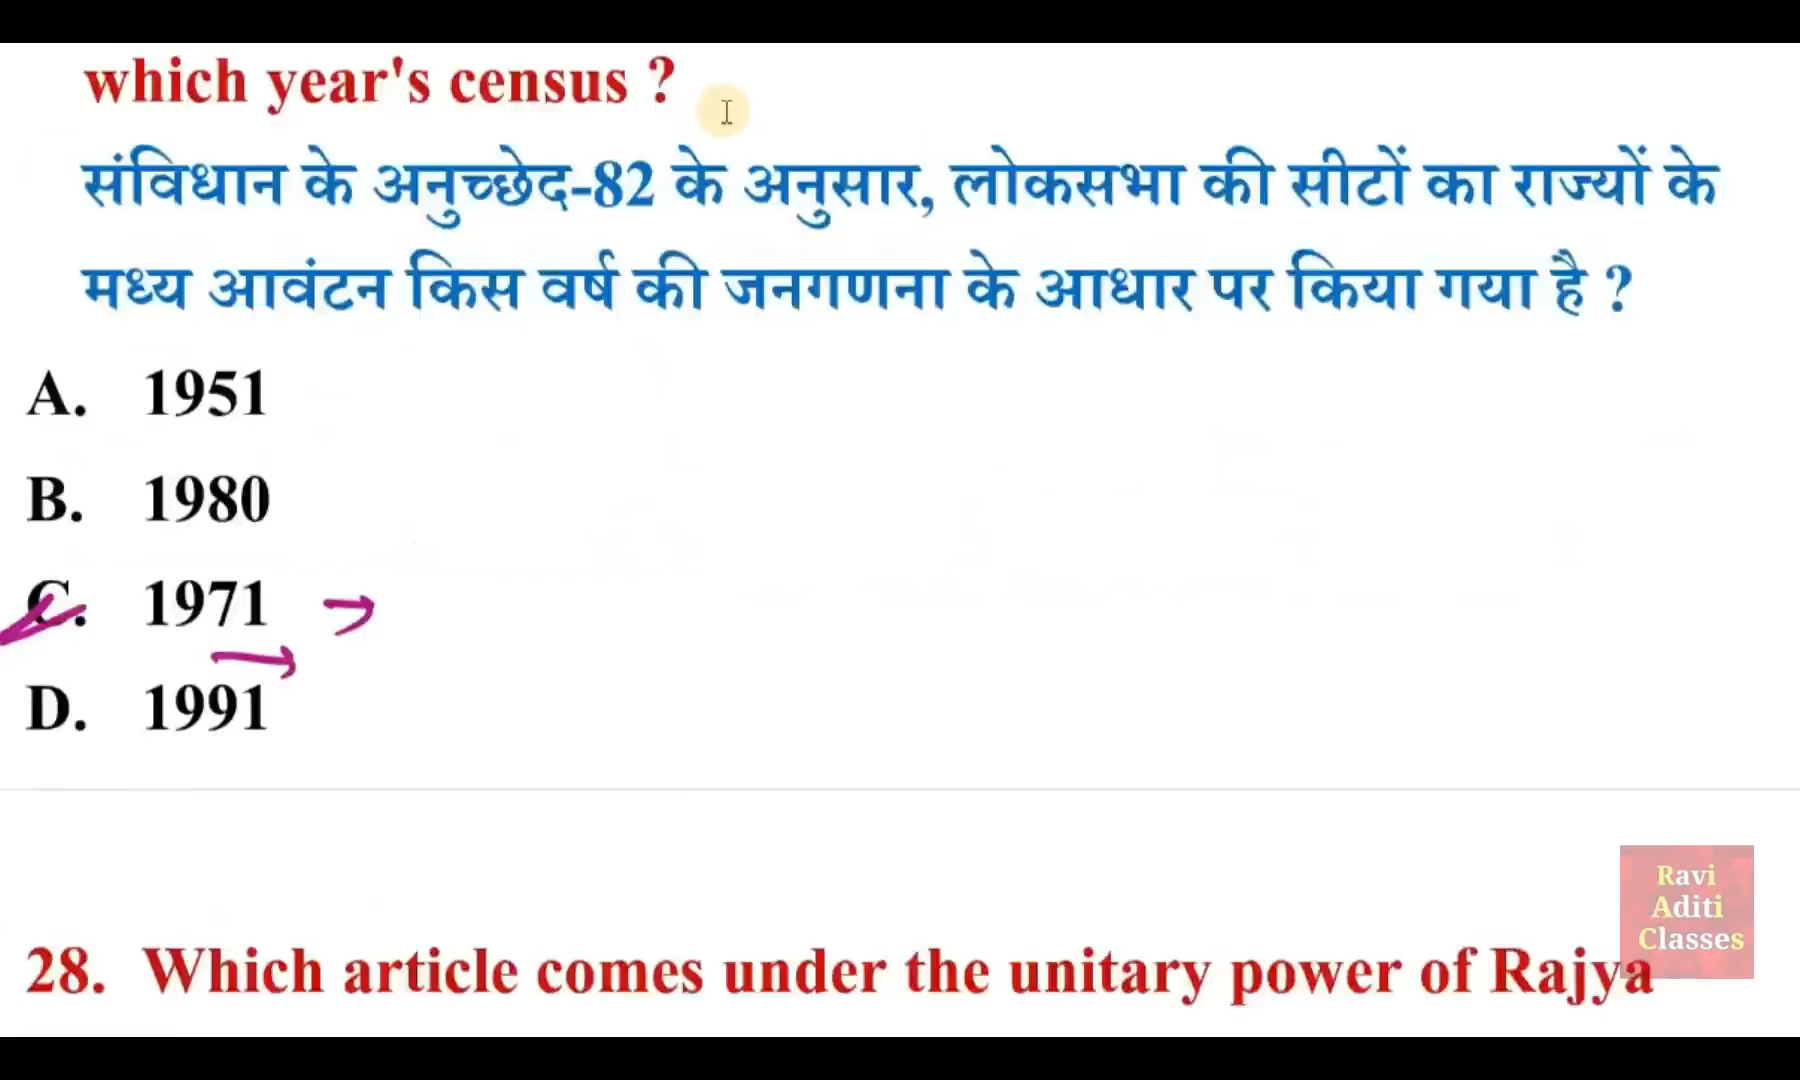 which year's census ?
संविधान के अनुच्छेद-82 के अनुसार, लोकसभा की सीटों का राज्यों के
मध्य आवंटन किस वर्ष की जनगणना के आधार पर किया गया है ?
A. 1951
B. 1980
C. 1971
D. 1991
Ravi
Aditi
Classes
28. Which article comes under the unitary power of Rajya